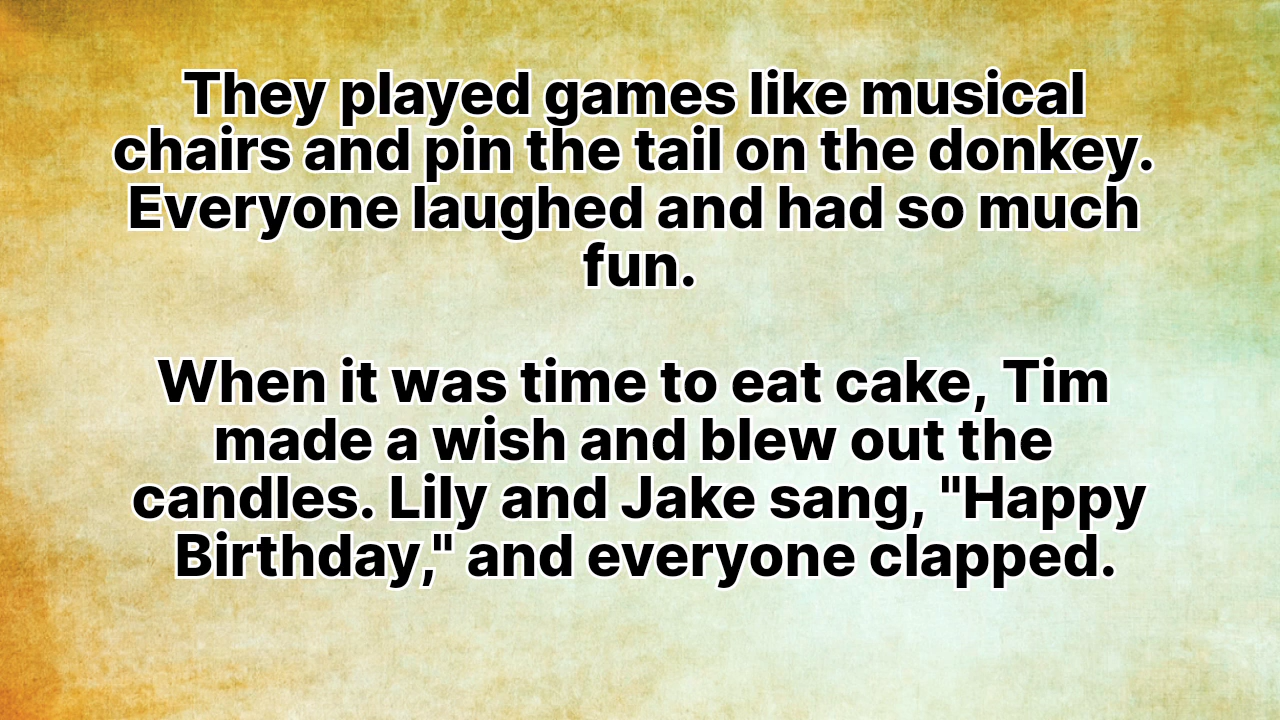 They played games like musical
chairs and pin the tail on the donkey.
Everyone laughed and had so much
fun.
When it was time to eat cake, Tim
made a wish and blew out the
candles. Lily and Jake sang, "Happy
Birthday," and everyone clapped.